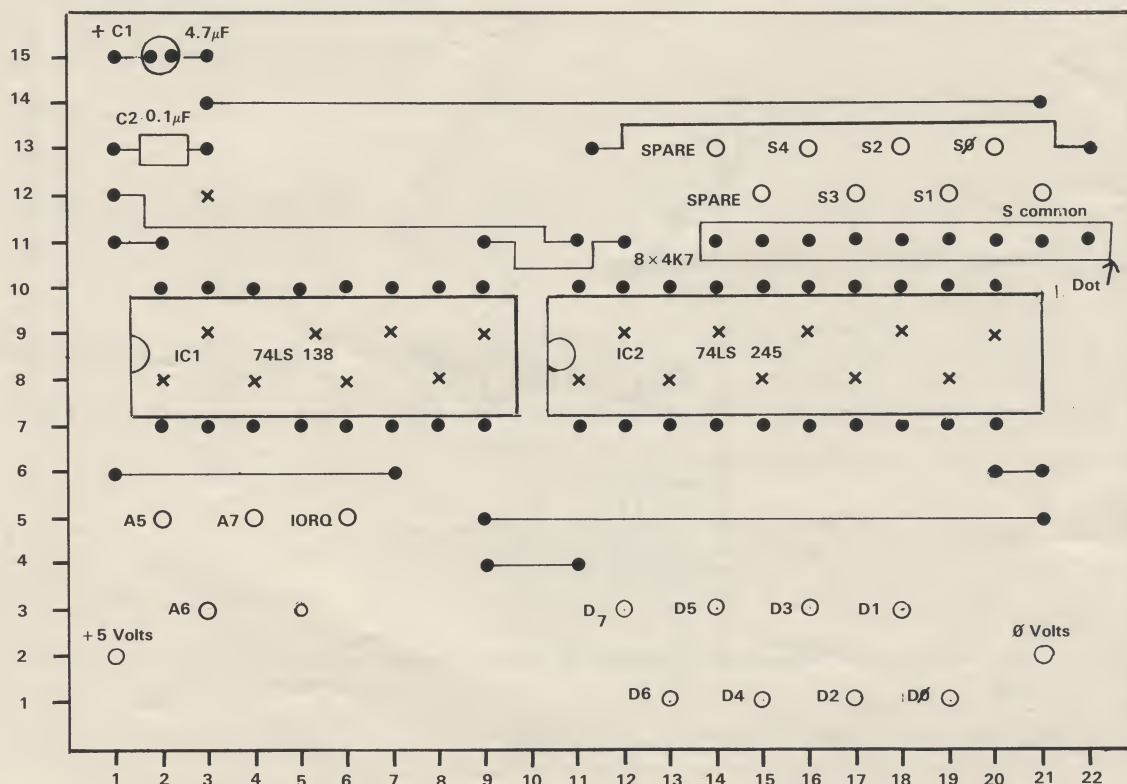 + C1 4.7µF
15
14
C2 0.1µF
13 SPARE S4 S2 SØ
12 SPARE S3 S1
S common
11
8 × 4K7
10 Dot
9
IC1 74LS 138 IC2 74LS 245
8
7
6
5 A5 A7 IORQ
4
3 A6 D7 D5 D3 D1
+5 Volts Ø Volts
2
1 D6 D4 D2 DØ
1 2 3 4 5 6 7 8 9 10 11 12 13 14 15 16 17 18 19 20 21 22